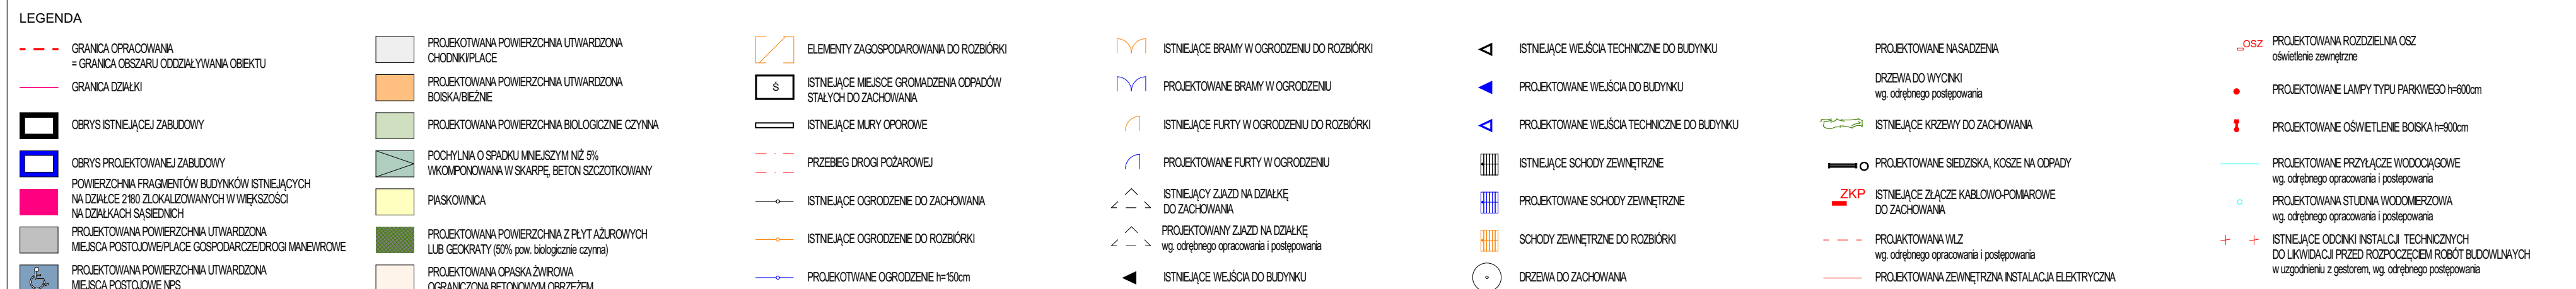 LEGENDA
GRANICA OPRACOWANIA
= GRANICA OBSZARU ODDZIAŁYWANIA OBIEKTU
GRANICA DZIAŁKI
OBRYS ISTNIEJĄCEJ ZABUDOWY
OBRYS PROJEKTOWANEJ ZABUDOWY
POWIERZCHNIA FRAGMENTÓW BUDYNKÓW ISTNIEJĄCYCH
NA DZIAŁCE 2180 ZLOKALIZOWANYCH W WIĘKSZOŚCI
NA DZIAŁKACH SĄSIEDNICH
PROJEKTOWANA POWIERZCHNIA UTWARDZONA
MIEJSCA POSTOJOWE/PLACE GOSPODARCZE/DROGI MANEWROWE
PROJEKTOWANA POWIERZCHNIA UTWARDZONA
MIEJSCA POSTOJOWE NPS
PROJEKOTWANA POWIERZCHNIA UTWARDZONA
CHODNIKI/PLACE
PROJEKTOWANA POWIERZCHNIA UTWARDZONA
BOISKA/BIEŻNIE
PROJEKTOWANA POWIERZCHNIA BIOLOGICZNIE CZYNNA
POCHYLNIA O SPADKU MNIEJSZYM NIŻ 5%
WKOMPONOWANA W SKARPĘ, BETON SZCZOTKOWANY
PIASKOWNICA
PROJEKTOWANA POWIERZCHNIA Z PŁYT AŻUROWYCH
LUB GEOKRATY (50% pow. biologicznie czynna)
PROJEKTOWANA OPASKA ŻWIROWA
OGRANICZONA BETONOWYM OBRZEŻEM
ELEMENTY ZAGOSPODAROWANIA DO ROZBIÓRKI
Ś
ISTNIEJĄCE MIEJSCE GROMADZENIA ODPADÓW
STAŁYCH DO ZACHOWANIA
ISTNIEJĄCE MURY OPOROWE
PRZEBIEG DROGI POŻAROWEJ
ISTNIEJĄCE OGRODZENIE DO ZACHOWANIA
ISTNIEJĄCE OGRODZENIE DO ROZBIÓRKI
PROJEKOTWANE OGRODZENIE h=150cm
ISTNIEJĄCE BRAMY W OGRODZENIU DO ROZBIÓRKI
PROJEKTOWANE BRAMY W OGRODZENIU
ISTNIEJĄCE FURTY W OGRODZENIU DO ROZBIÓRKI
PROJEKTOWANE FURTY W OGRODZENIU
ISTNIEJĄCY ZJAZD NA DZIAŁKĘ
DO ZACHOWANIA
PROJEKTOWANY ZJAZD NA DZIAŁKĘ
wg. odrębnego opracowania i postępowania
ISTNIEJĄCE WEJŚCIA DO BUDYNKU
ISTNIEJĄCE WEJŚCIA TECHNICZNE DO BUDYNKU
PROJEKTOWANE WEJŚCIA DO BUDYNKU
PROJEKTOWANE WEJŚCIA TECHNICZNE DO BUDYNKU
ISTNIEJĄCE SCHODY ZEWNĘTRZNE
PROJEKTOWANE SCHODY ZEWNĘTRZNE
SCHODY ZEWNĘTRZNE DO ROZBIÓRKI
DRZEWA DO ZACHOWANIA
PROJEKTOWANE NASADZENIA
DRZEWA DO WYCINKI
wg. odrębnego postępowania
ISTNIEJĄCE KRZEWY DO ZACHOWANIA
PROJEKTOWANE SIEDZISKA, KOSZE NA ODPADY
ZKP
ISTNIEJĄCE ZŁĄCZE KABLOWO-POMIAROWE
DO ZACHOWANIA
PROJAKTOWANA WLZ
wg. odrębnego opracowania i postępowania
PROJEKTOWANA ZEWNĘTRZNA INSTALACJA ELEKTRYCZNA
OSZ
PROJEKTOWANA ROZDZIELNIA OSZ
oświetlenie zewnętrzne
PROJEKTOWANE LAMPY TYPU PARKWEGO h=600cm
PROJEKTOWANE OŚWIETLENIE BOISKA h=900cm
PROJEKTOWANE PRZYŁĄCZE WODOCIĄGOWE
wg. odrębnego opracowania i postepowania
PROJEKTOWANA STUDNIA WODOMIERZOWA
wg. odrębnego opracowania i postepowania
ISTNIEJĄCE ODCINKI INSTALCJI TECHNICZNYCH
DO LIKWIDACJI PRZED ROZPOCZĘCIEM ROBÓT BUDOWLNAYCH
w uzgodnieniu z gestorem, wg. odrębnego postępowania